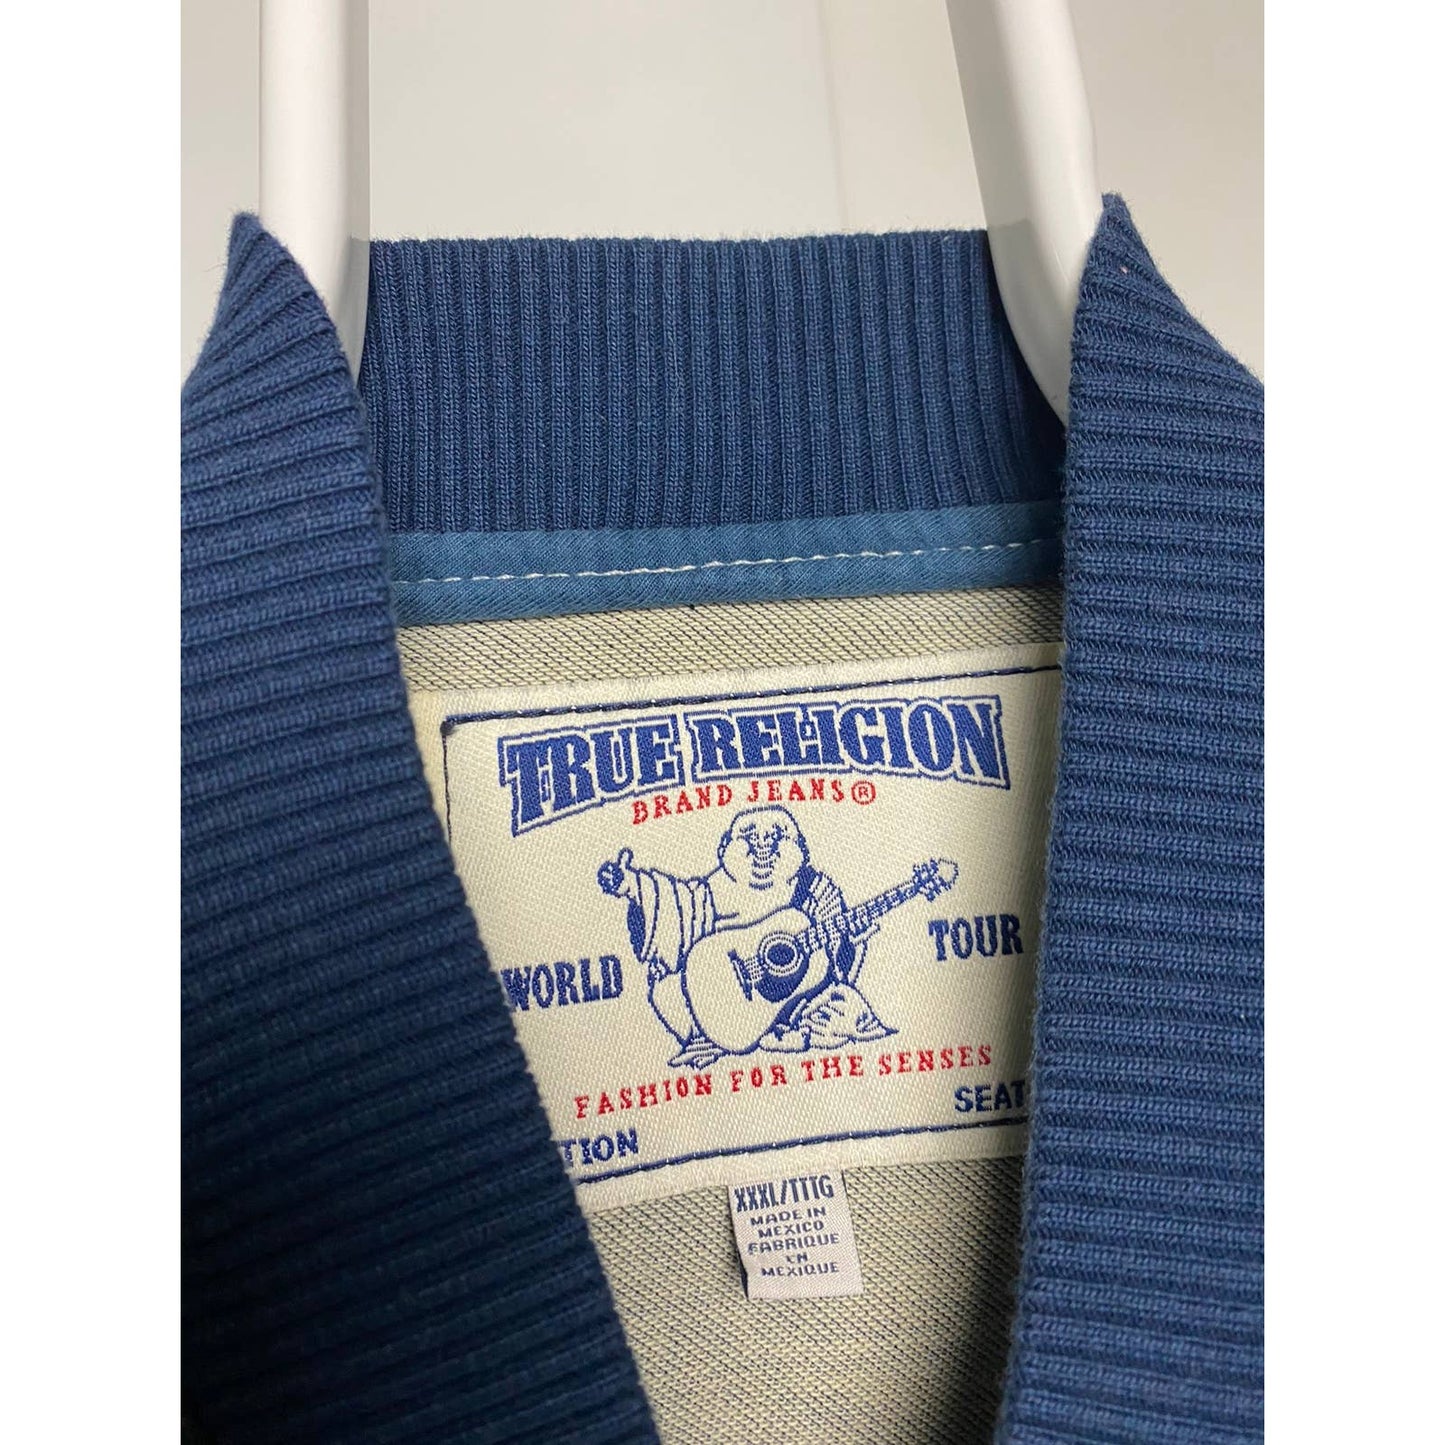 TRUE RELIGION
BRAND JEANS®
WORLD TOUR
FASHION FOR THE SENSES
SEAT
TION
XXXL/TTTG
MADE IN
MEXICO
FABRIQUE
EN
MEXIQUE